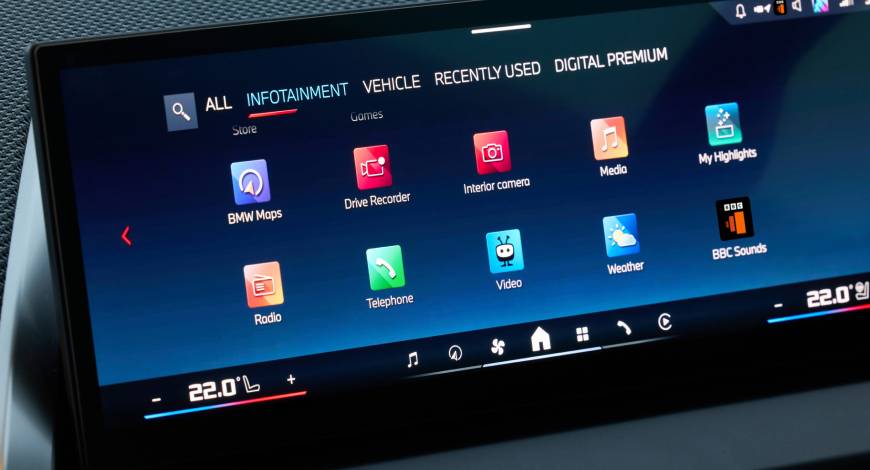 ALL INFOTAINMENT VEHICLE RECENTLY USED DIGITAL PREMIUM
Store Games
BMW Maps Drive Recorder Interior camera Media My Highlights
BBC
Radio Telephone Video Weather BBC Sounds
- 22.0° +
- 22.0°